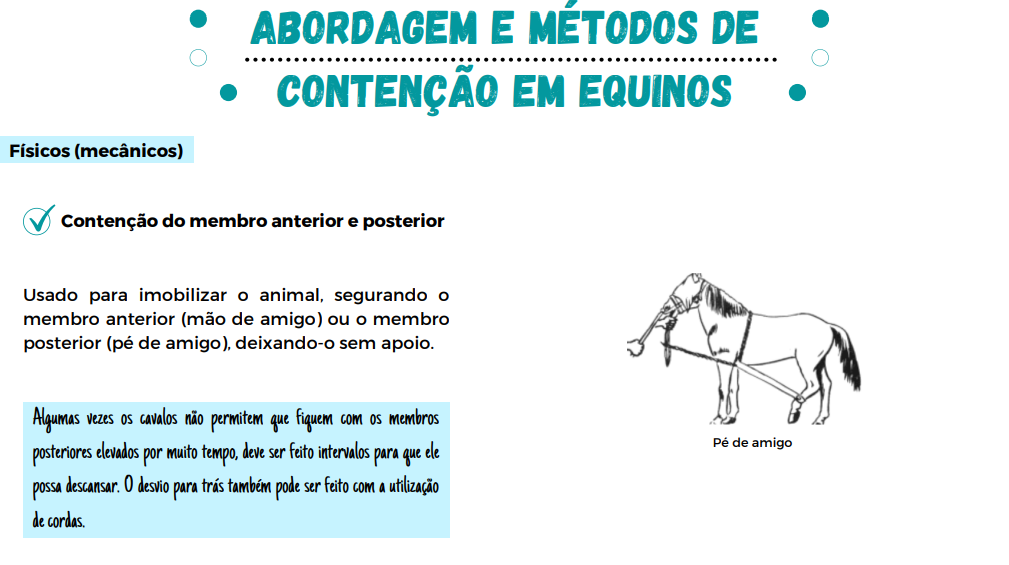 ABORDAGEM E MÉTODOS DE
CONTENÇÃO EM EQUINOS
Físicos (mecânicos)
Contenção do membro anterior e posterior
Usado para imobilizar o animal, segurando o
membro anterior (mão de amigo) ou o membro
posterior (pé de amigo), deixando-o sem apoio.
Algumas vezes os cavalos não permitem que fiquem com os membros
posteriores elevados por muito tempo, deve ser feito intervalos para que ele
possa descansar. O desvio para trás também pode ser feito com a utilização
de cordas.
Pé de amigo